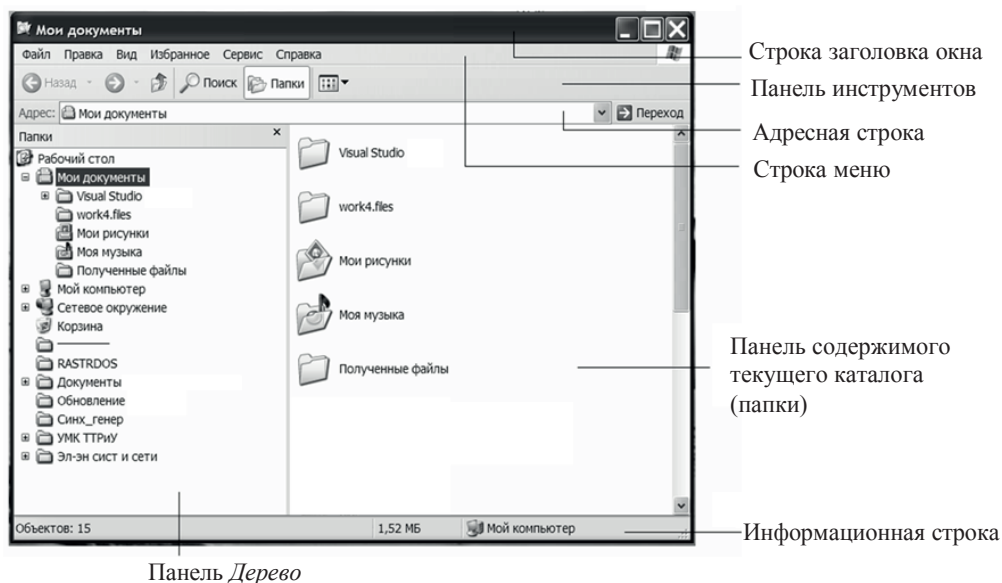 Мои документы
Файл Правка Вид Избранное Сервис Справка
Назад Поиск Папки
Адрес: Мои документы Переход
Папки
Рабочий стол
Мои документы
Visual Studio
work4.files
Мои рисунки
Моя музыка
Полученные файлы
Мой компьютер
Сетевое окружение
Корзина
RASTRDOS
Документы
Обновление
Синх_генер
УМК ТТРиУ
Эл-эн сист и сети
Visual Studio
work4.files
Мои рисунки
Моя музыка
Полученные файлы
Объектов: 15 1,52 МБ Мой компьютер
Строка заголовка окна
Панель инструментов
Адресная строка
Строка меню
Панель содержимого
текущего каталога
(папки)
Информационная строка
Панель Дерево